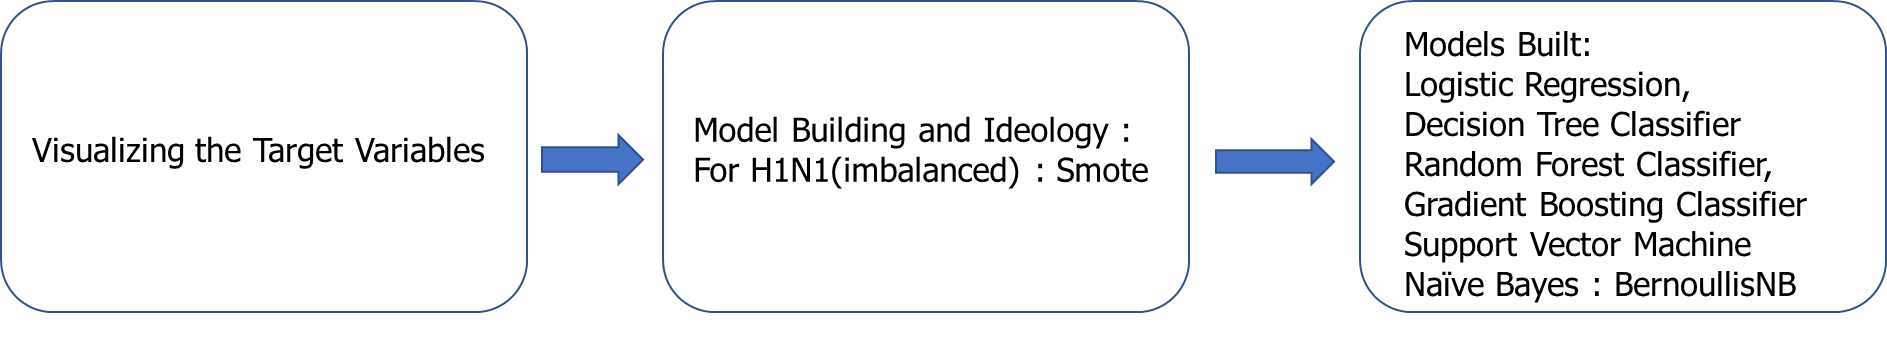 Visualizing the Target Variables
Model Building and Ideology :
For H1N1(imbalanced) : Smote
Models Built:
Logistic Regression,
Decision Tree Classifier
Random Forest Classifier,
Gradient Boosting Classifier
Support Vector Machine
Naïve Bayes : BernoullisNB